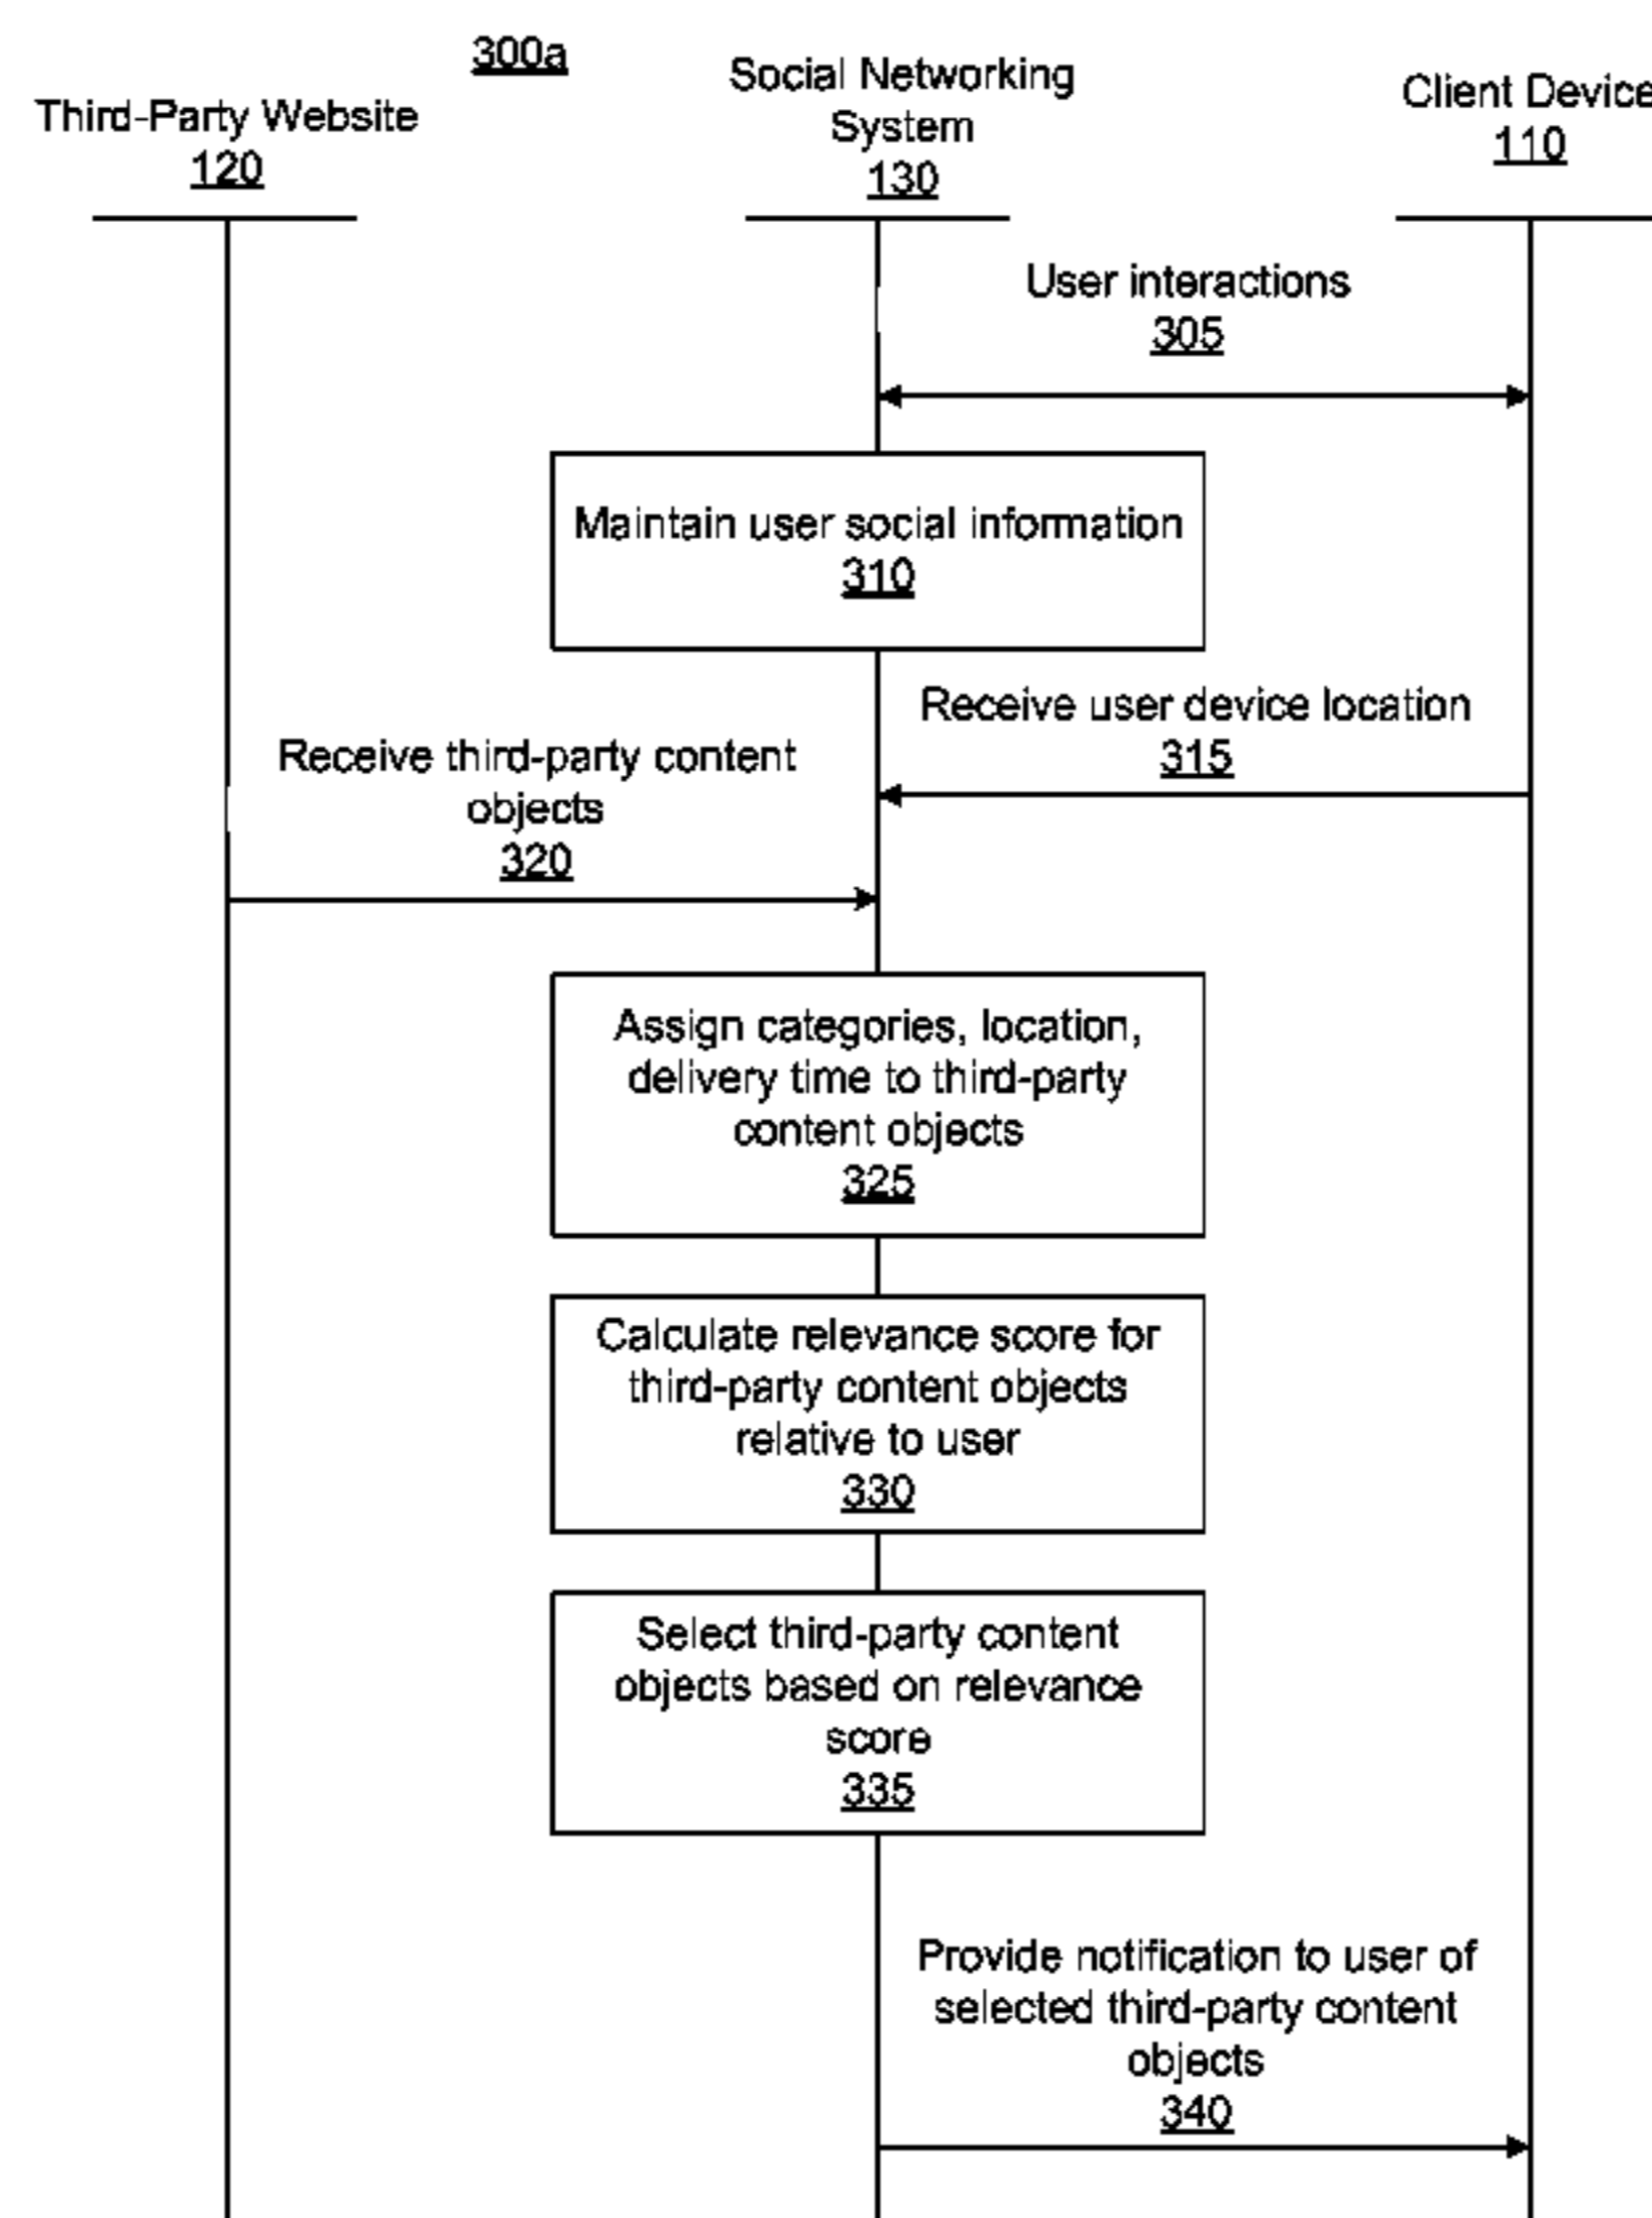 300a
Third-Party Website
120
Social Networking
System
130
Client Device
110
User interactions
305
Maintain user social information
310
Receive user device location
315
Receive third-party content
objects
320
Assign categories, location,
delivery time to third-party
content objects
325
Calculate relevance score for
third-party content objects
relative to user
330
Select third-party content
objects based on relevance
score
335
Provide notification to user of
selected third-party content
objects
340